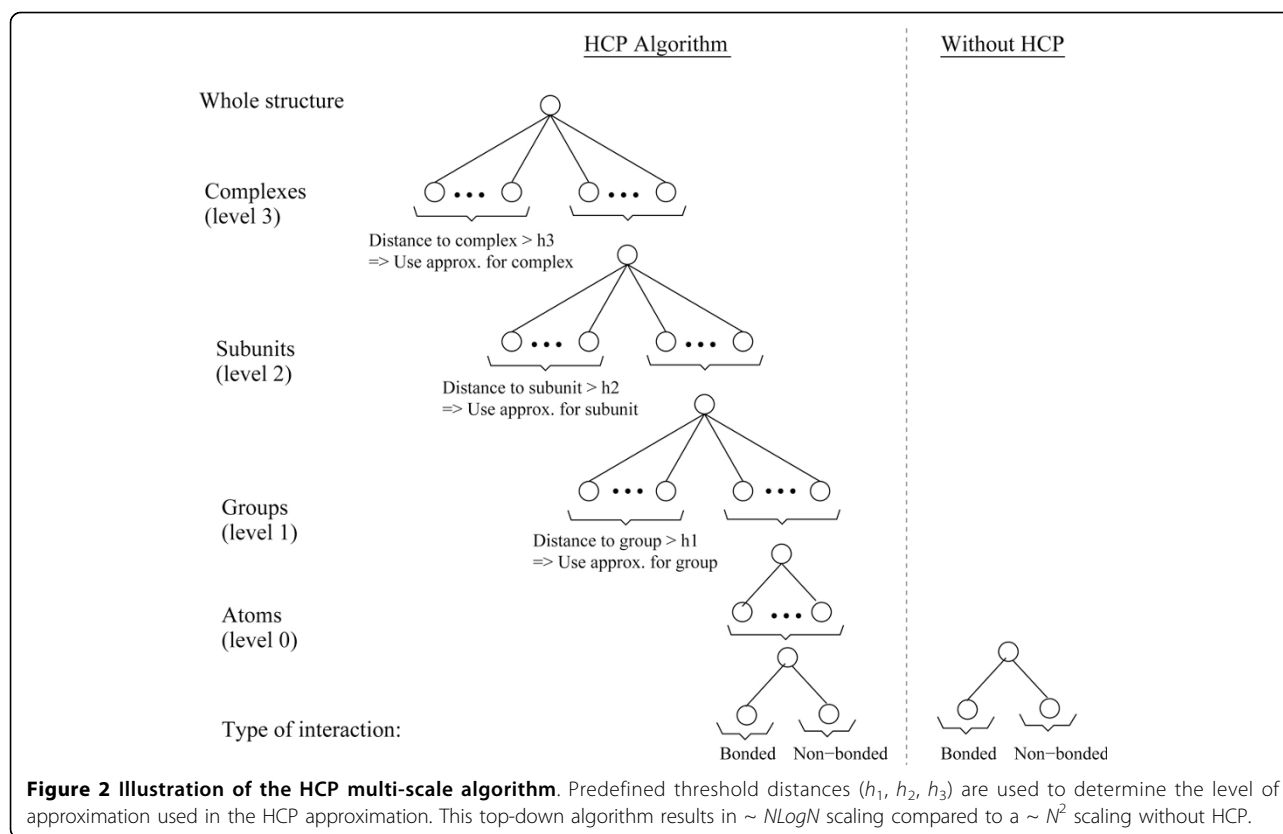 HCP Algorithm
Without HCP
Whole structure
Complexes
(level 3)
Distance to complex > h3
=> Use approx. for complex
Subunits
(level 2)
Distance to subunit > h2
=> Use approx. for subunit
Groups
(level 1)
Distance to group > h1
=> Use approx. for group
Atoms
(level 0)
Type of interaction:
Bonded Non−bonded
Bonded Non−bonded
Figure 2 Illustration of the HCP multi-scale algorithm. Predefined threshold distances (h₁, h₂, h₃) are used to determine the level of
approximation used in the HCP approximation. This top-down algorithm results in ~ NLogN scaling compared to a ~ N² scaling without HCP.